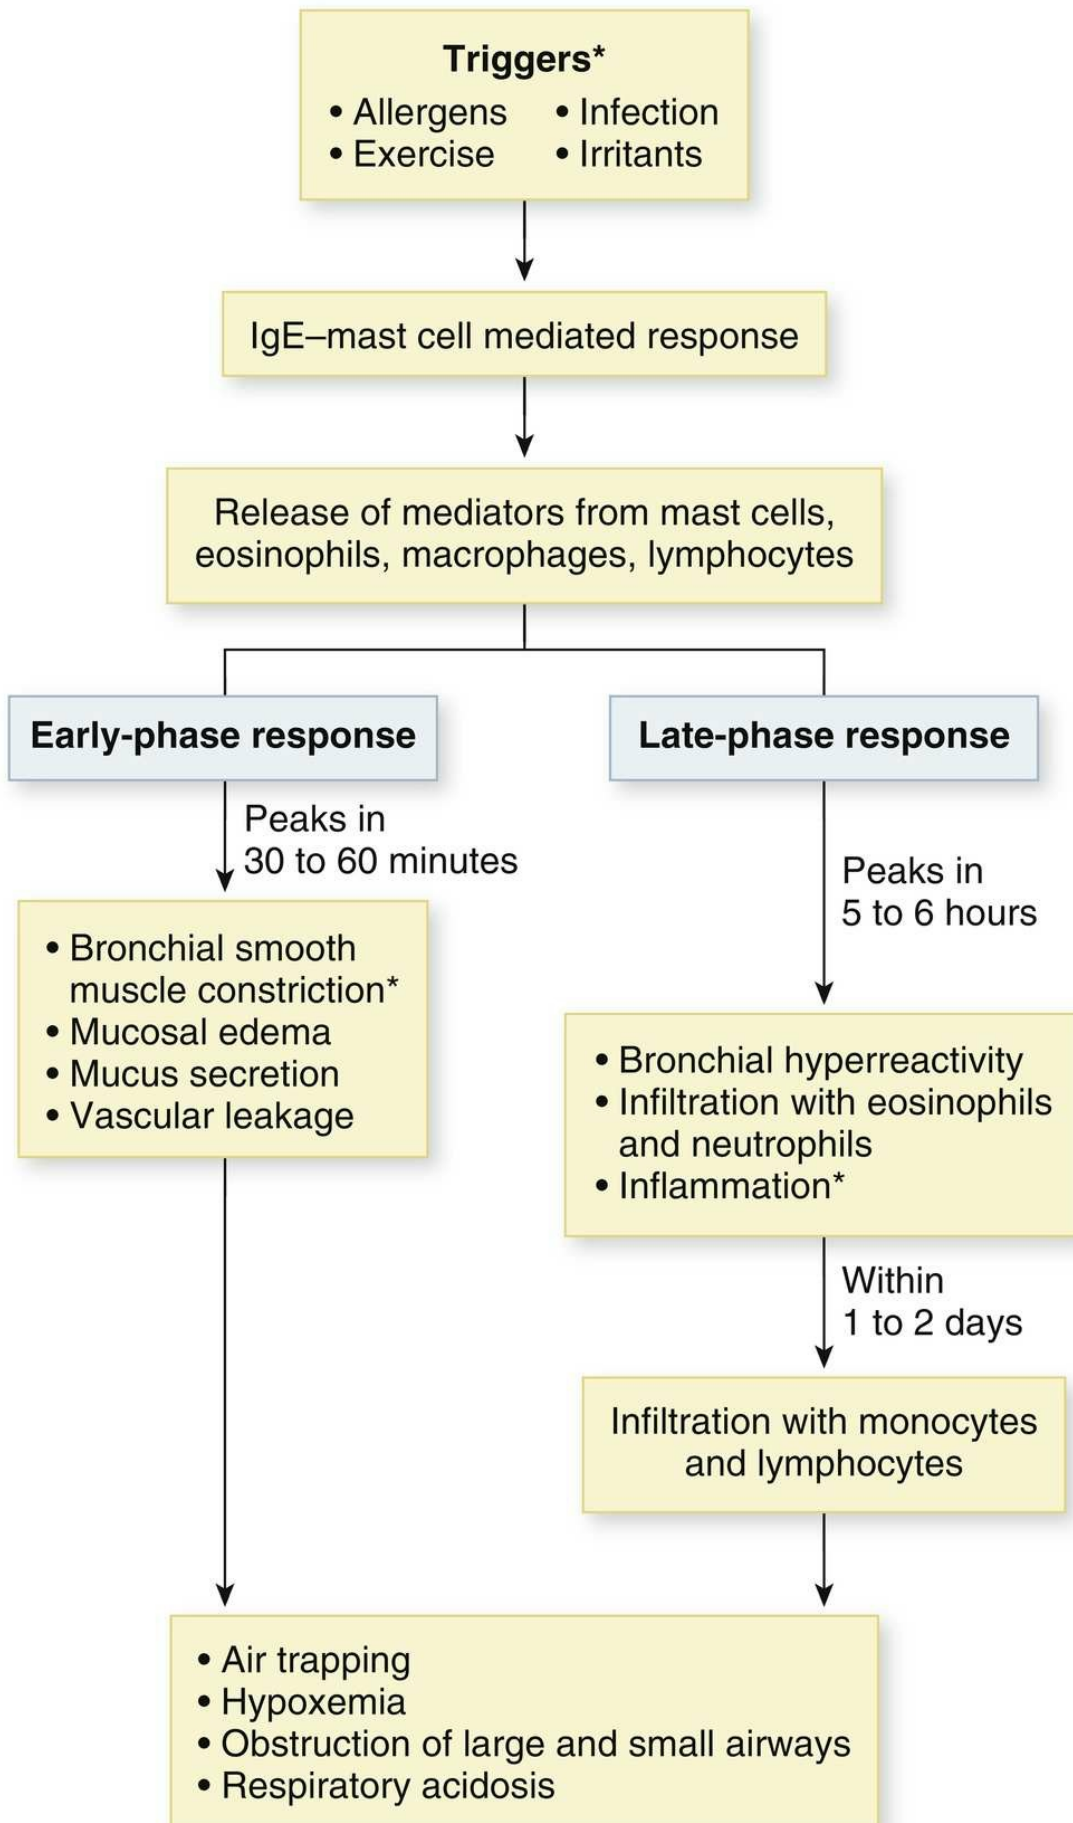 Triggers*
• Allergens • Infection
• Exercise • Irritants
IgE–mast cell mediated response
Release of mediators from mast cells,
eosinophils, macrophages, lymphocytes
Early-phase response
Peaks in
30 to 60 minutes
• Bronchial smooth
muscle constriction*
• Mucosal edema
• Mucus secretion
• Vascular leakage
Late-phase response
Peaks in
5 to 6 hours
• Bronchial hyperreactivity
• Infiltration with eosinophils
and neutrophils
• Inflammation*
Within
1 to 2 days
Infiltration with monocytes
and lymphocytes
• Air trapping
• Hypoxemia
• Obstruction of large and small airways
• Respiratory acidosis